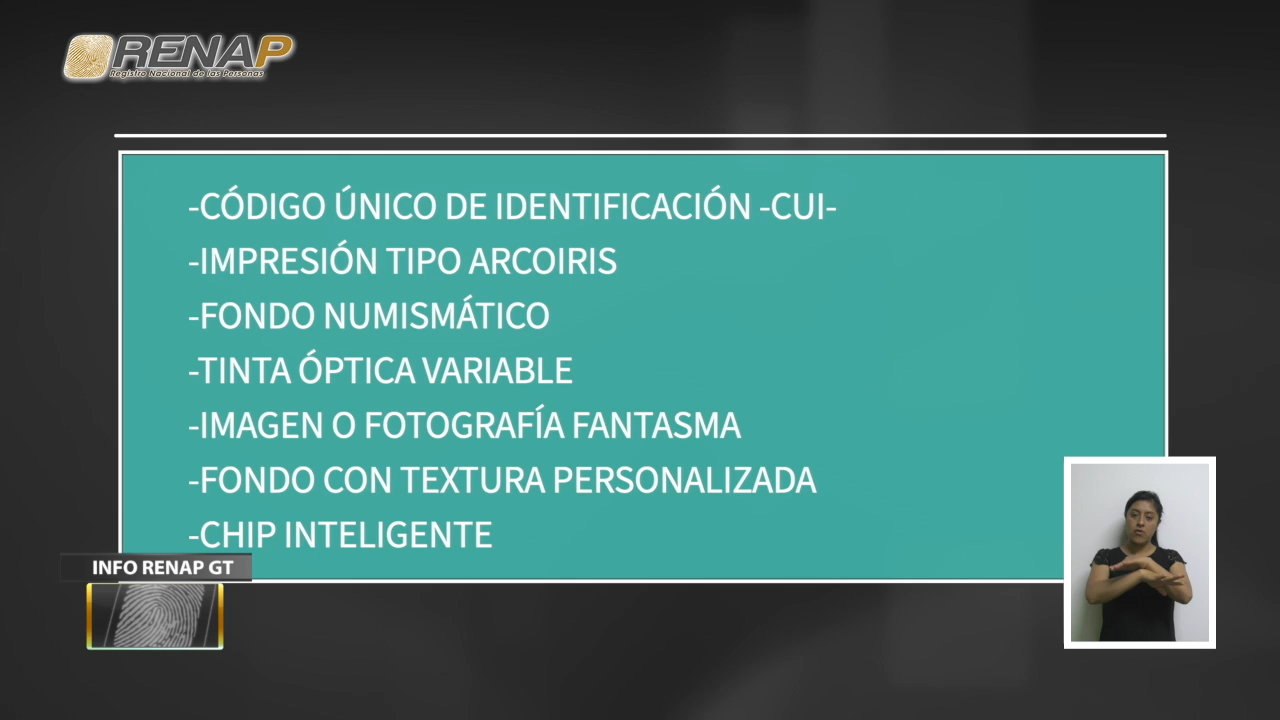 RENAP
Registro Nacional de las Personas
-CÓDIGO ÚNICO DE IDENTIFICACIÓN -CUI-
-IMPRESIÓN TIPO ARCOIRIS
-FONDO NUMISMÁTICO
-TINTA ÓPTICA VARIABLE
-IMAGEN O FOTOGRAFÍA FANTASMA
-FONDO CON TEXTURA PERSONALIZADA
-CHIP INTELIGENTE
INFO RENAP GT